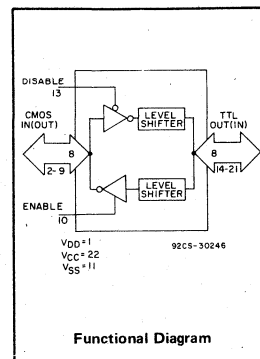 DISABLE
13
CMOS
IN(OUT)
LEVEL
SHIFTER
TTL
OUT(IN)
8
8
2-9
14-21
LEVEL
SHIFTER
ENABLE
10
VDD=1
VCC=22
VSS=11
92CS-30246
Functional Diagram